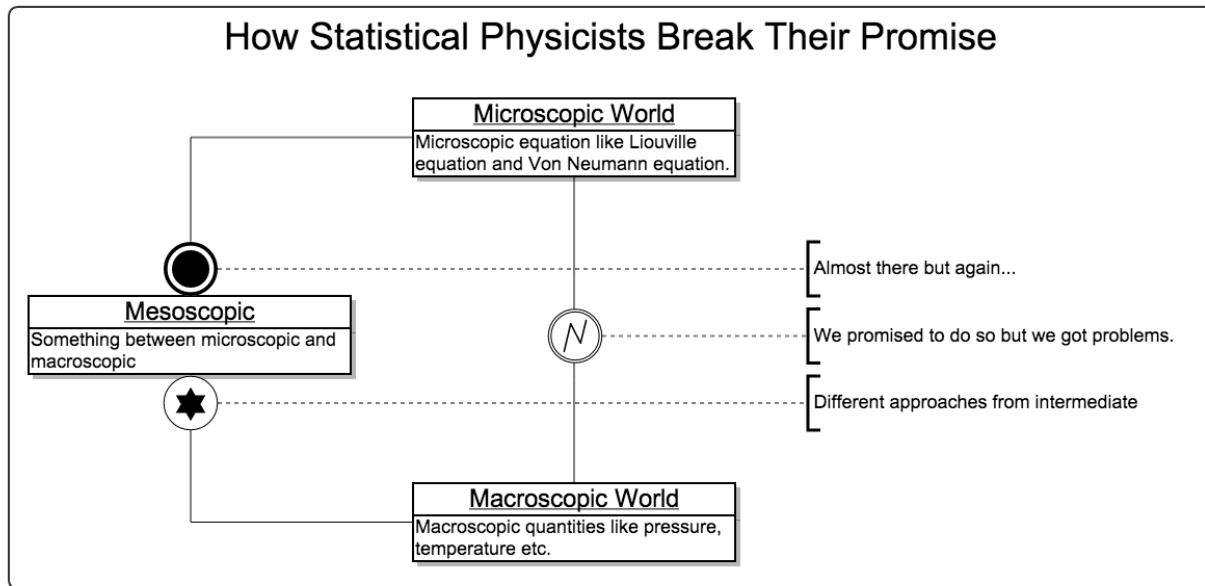 How Statistical Physicists Break Their Promise
Microscopic World
Microscopic equation like Liouville
equation and Von Neumann equation.
Almost there but again...
Mesoscopic
Something between microscopic and
macroscopic
We promised to do so but we got problems.
Different approaches from intermediate
Macroscopic World
Macroscopic quantities like pressure,
temperature etc.